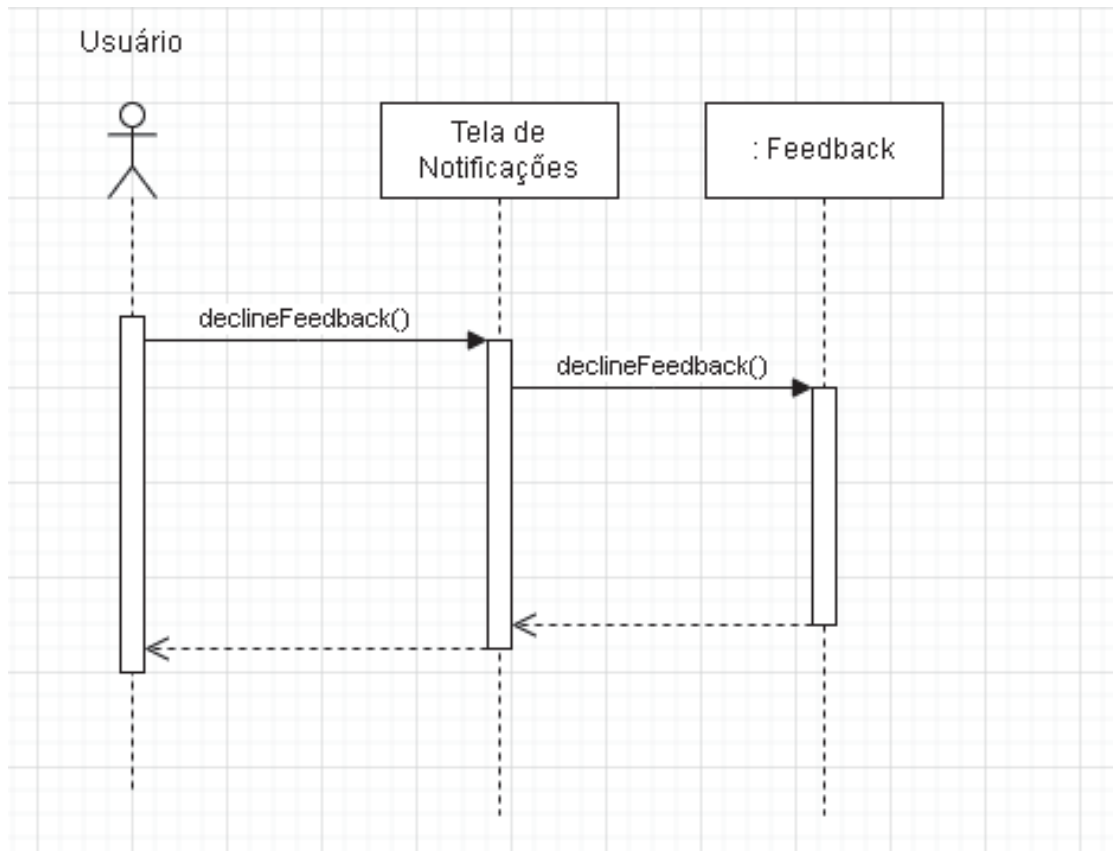 Usuário
Tela de
Notificações
: Feedback
declineFeedback()
declineFeedback()